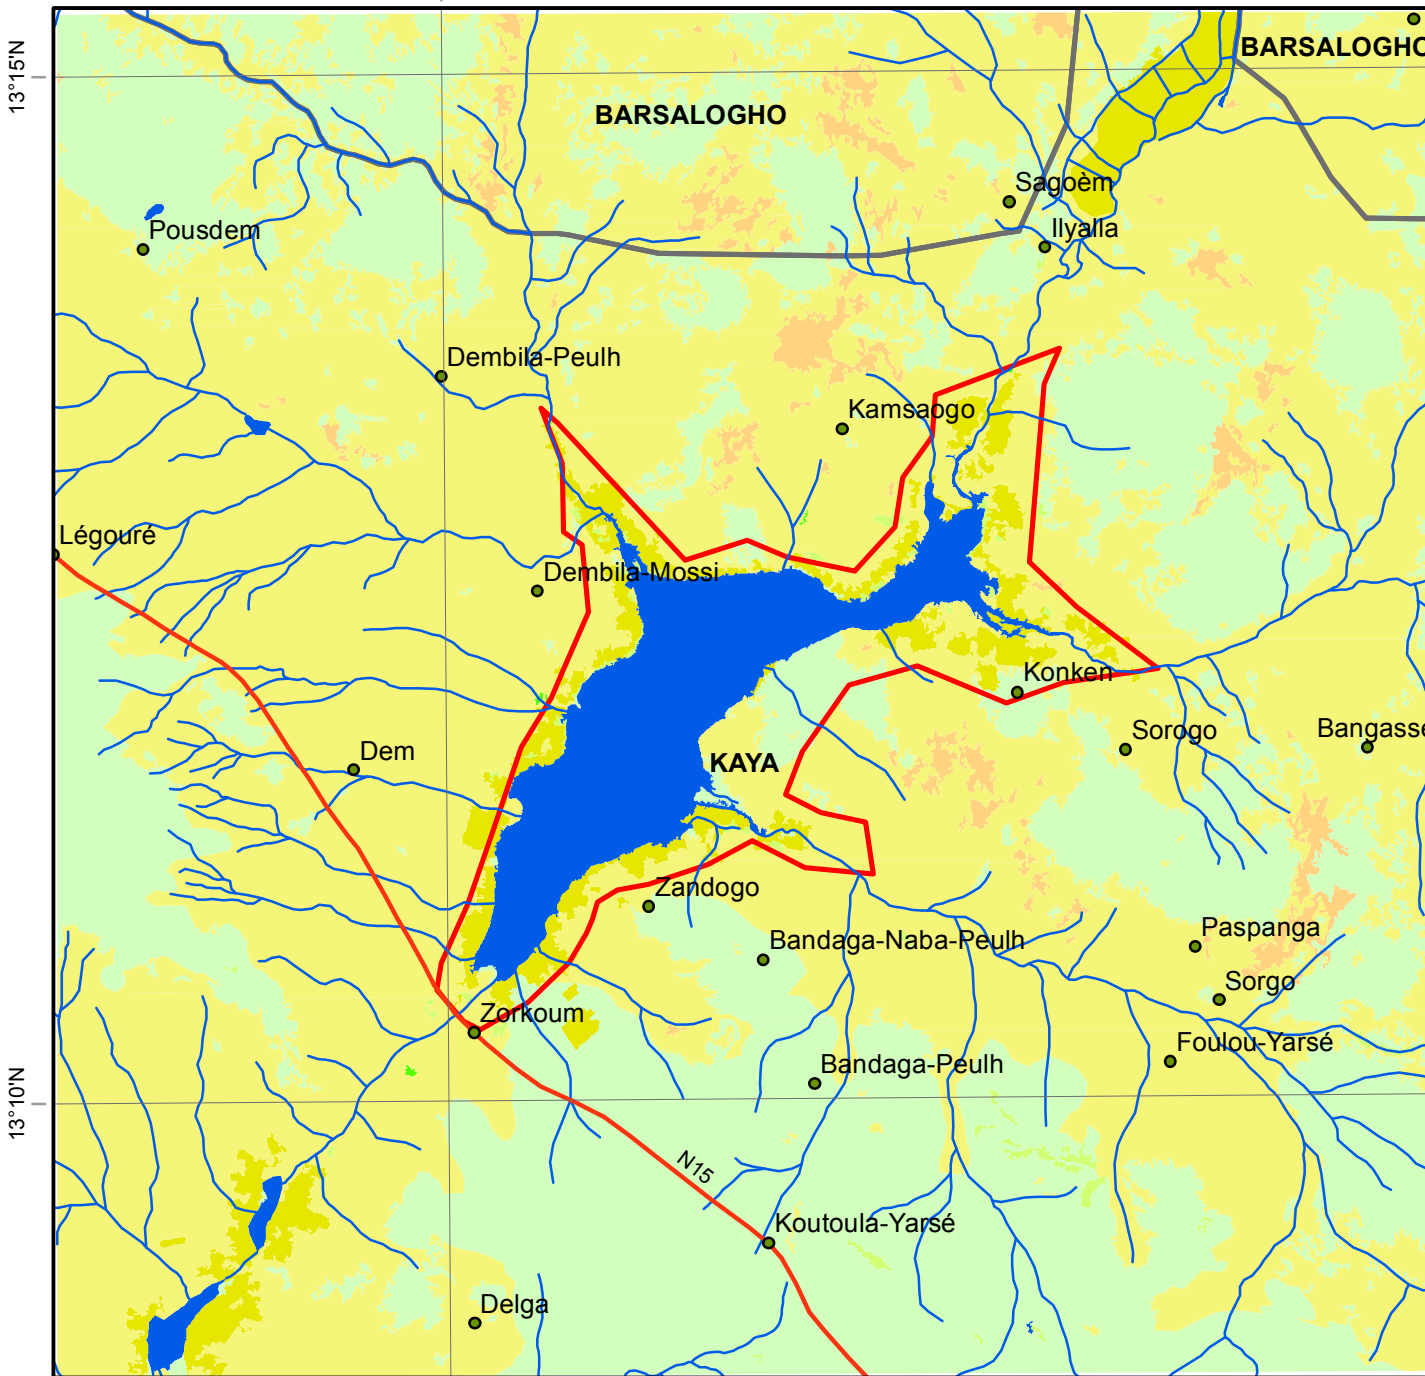 13°15'N
BARSALOGHO
BARSALOGHO
Sagoèm
Pousdem
Ilyalla
Dembila-Peulh
Kamsaogo
Légouré
Dembila-Mossi
Konken
Sorogo
Bangasse
Dem
KAYA
Zandogo
Bandaga-Naba-Peulh
Paspanga
Sorgo
Zorkoum
Foulou-Yarsé
Bandaga-Peulh
13°10'N
N15
Koutoula-Yarsé
Delga